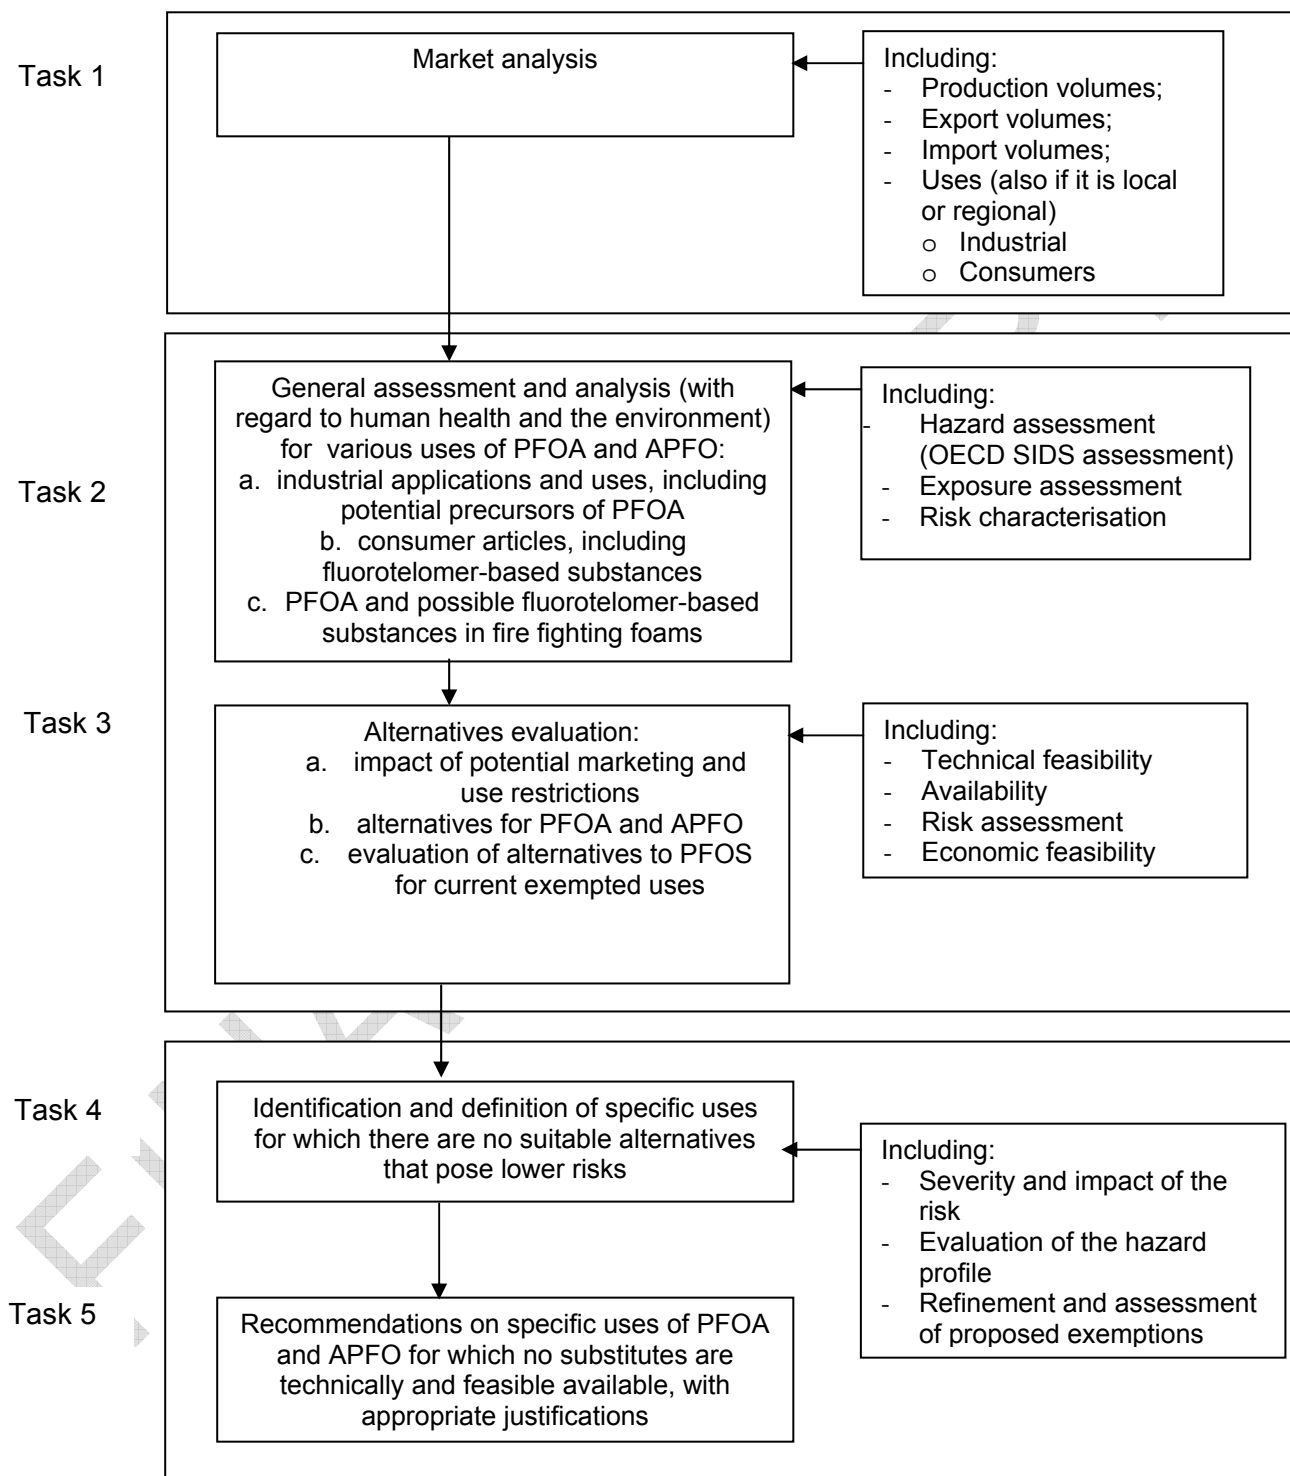 Task 1
Market analysis
Including:
- Production volumes;
- Export volumes;
- Import volumes;
- Uses (also if it is local
or regional)
o Industrial
o Consumers
Task 2
General assessment and analysis (with
regard to human health and the environment)
for various uses of PFOA and APFO:
a. industrial applications and uses, including
potential precursors of PFOA
b. consumer articles, including
fluorotelomer-based substances
c. PFOA and possible fluorotelomer-based
substances in fire fighting foams
Including:
- Hazard assessment
(OECD SIDS assessment)
- Exposure assessment
- Risk characterisation
Task 3
Alternatives evaluation:
a. impact of potential marketing and
use restrictions
b. alternatives for PFOA and APFO
c. evaluation of alternatives to PFOS
for current exempted uses
Including:
- Technical feasibility
- Availability
- Risk assessment
- Economic feasibility
Task 4
Identification and definition of specific uses
for which there are no suitable alternatives
that pose lower risks
Including:
- Severity and impact of the
risk
- Evaluation of the hazard
profile
- Refinement and assessment
of proposed exemptions
Task 5
Recommendations on specific uses of PFOA
and APFO for which no substitutes are
technically and feasible available, with
appropriate justifications